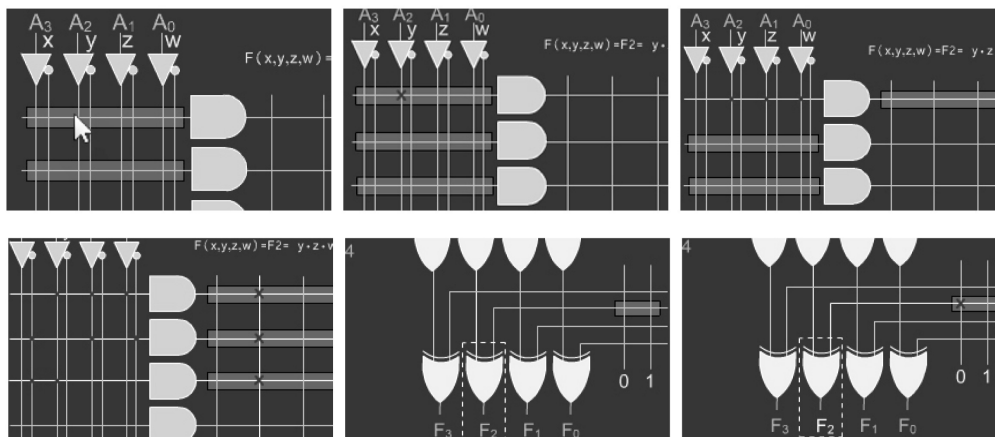 A3 A2 A1 A0
x y z w
F(x,y,z,w)=
A3 A2 A1 A0
x y z w
F(x,y,z,w)=F2= y·
A3 A2 A1 A0
x y z w
F(x,y,z,w)=F2= y·z
F(x,y,z,w)=F2= y·z·w
4
0 1
F3 F2 F1 F0
4
0 1
F3 F2 F1 F0